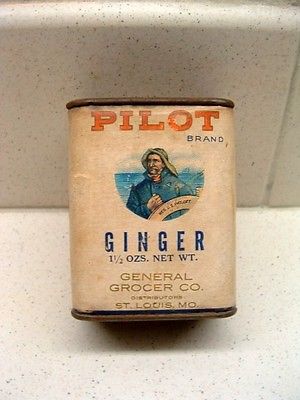 PILOT
BRAND
GINGER
1½ OZS. NET WT.
GENERAL
GROCER CO.
DISTRIBUTORS
ST. LOUIS, MO.